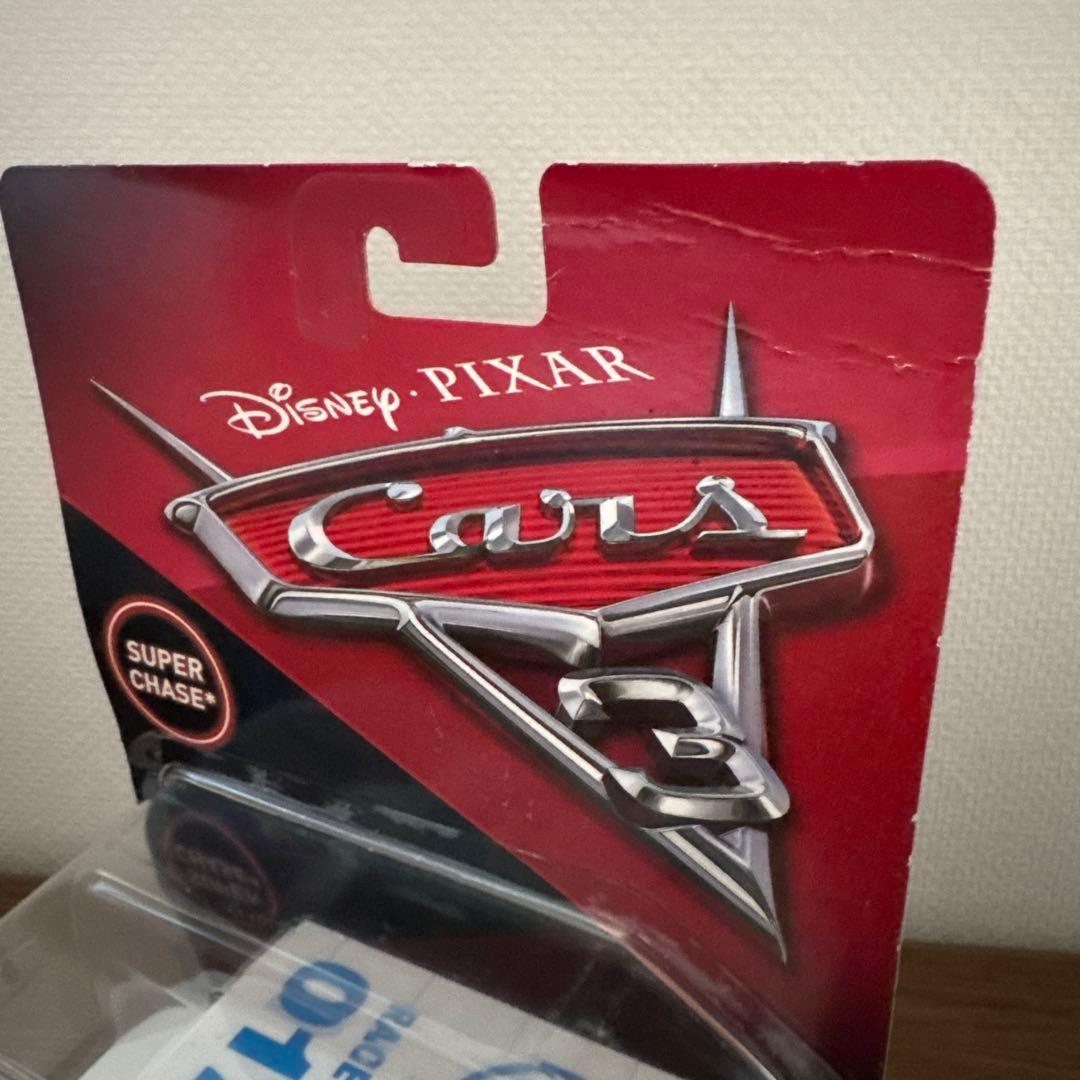 DISNEY · PIXAR
Cars
3
SUPER
CHASE*
RACE